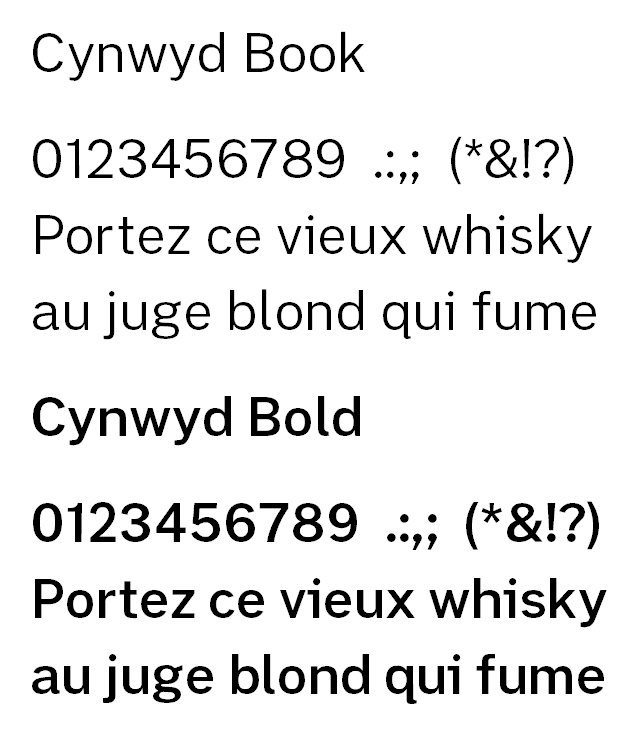 Cynwyd Book
0123456789 .:,; (*&!?)
Portez ce vieux whisky
au juge blond qui fume
Cynwyd Bold
0123456789 .:,; (*&!?)
Portez ce vieux whisky
au juge blond qui fume